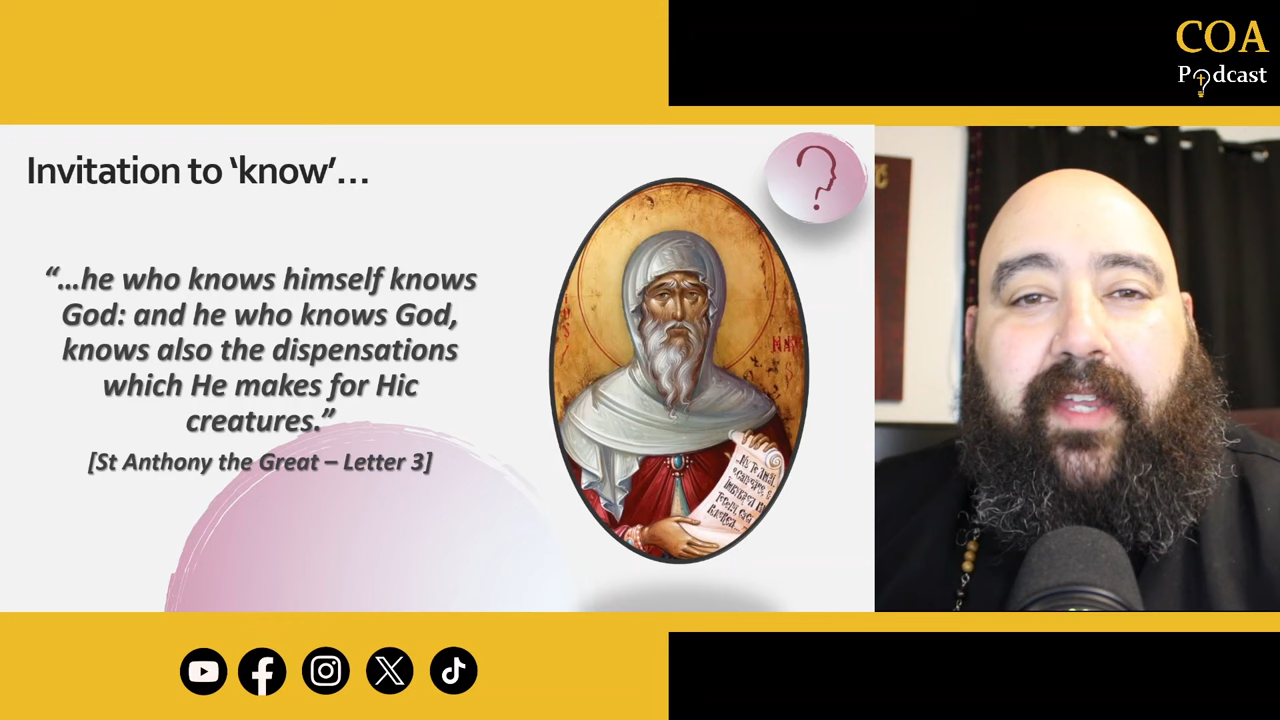 COA
Podcast
Invitation to ‘know’…
“…he who knows himself knows
God: and he who knows God,
knows also the dispensations
which He makes for Hic
creatures.”
[St Anthony the Great – Letter 3]